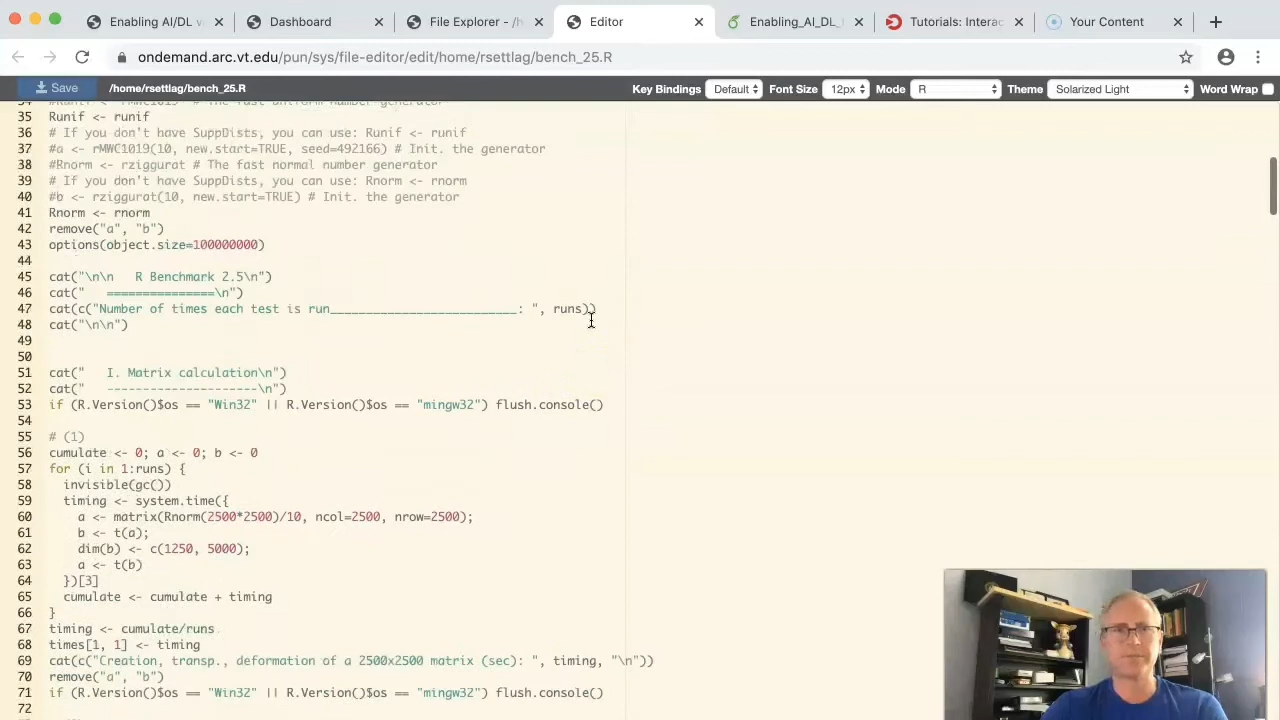 Enabling AI/DL w
Dashboard
File Explorer - /h
Editor
Enabling_AI_DL_
Tutorials: Interac
Your Content
ondemand.arc.vt.edu/pun/sys/file-editor/edit/home/rsettlag/bench_25.R
Save
/home/rsettlag/bench_25.R
Key Bindings
Default
Font Size
12px
Mode
R
Theme
Solarized Light
Word Wrap
34 #Runif <- rMWC1019 # The fast uniform number generator
35 Runif <- runif
36 # If you don't have SuppDists, you can use: Runif <- runif
37 #a <- rMWC1019(10, new.start=TRUE, seed=492166) # Init. the generator
38 #Rnorm <- rziggurat # The fast normal number generator
39 # If you don't have SuppDists, you can use: Rnorm <- rnorm
40 #b <- rziggurat(10, new.start=TRUE) # Init. the generator
41 Rnorm <- rnorm
42 remove("a", "b")
43 options(object.size=100000000)
44
45 cat("\n\n   R Benchmark 2.5\n")
46 cat("   ===============\n")
47 cat(c("Number of times each test is run__________________________: ", runs))
48 cat("\n\n")
49
50
51 cat("   I. Matrix calculation\n")
52 cat("   ---------------------\n")
53 if (R.Version()$os == "Win32" || R.Version()$os == "mingw32") flush.console()
54
55 # (1)
56 cumulate <- 0; a <- 0; b <- 0
57 for (i in 1:runs) {
58   invisible(gc())
59   timing <- system.time({
60     a <- matrix(Rnorm(2500*2500)/10, ncol=2500, nrow=2500);
61     b <- t(a);
62     dim(b) <- c(1250, 5000);
63     a <- t(b)
64   })[3]
65   cumulate <- cumulate + timing
66 }
67 timing <- cumulate/runs
68 times[1, 1] <- timing
69 cat(c("Creation, transp., deformation of a 2500x2500 matrix (sec): ", timing, "\n"))
70 remove("a", "b")
71 if (R.Version()$os == "Win32" || R.Version()$os == "mingw32") flush.console()
72